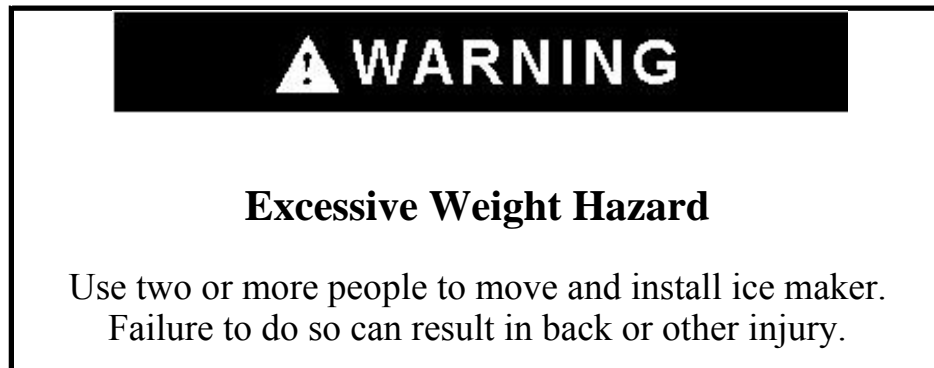 WARNING
Excessive Weight Hazard
Use two or more people to move and install ice maker.
Failure to do so can result in back or other injury.